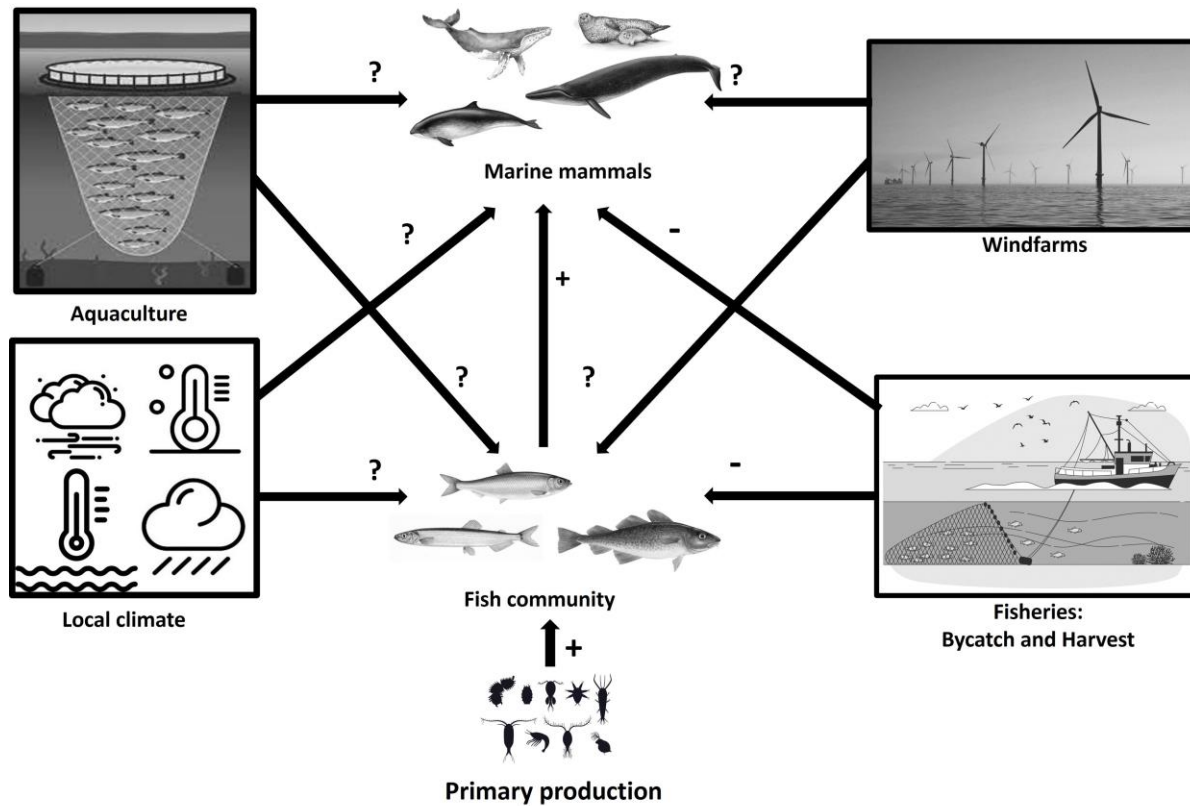 ?
?
Marine mammals
Windfarms
?
-
Aquaculture
+
?
?
?
-
Fish community
Local climate
Fisheries:
Bycatch and Harvest
+
Primary production